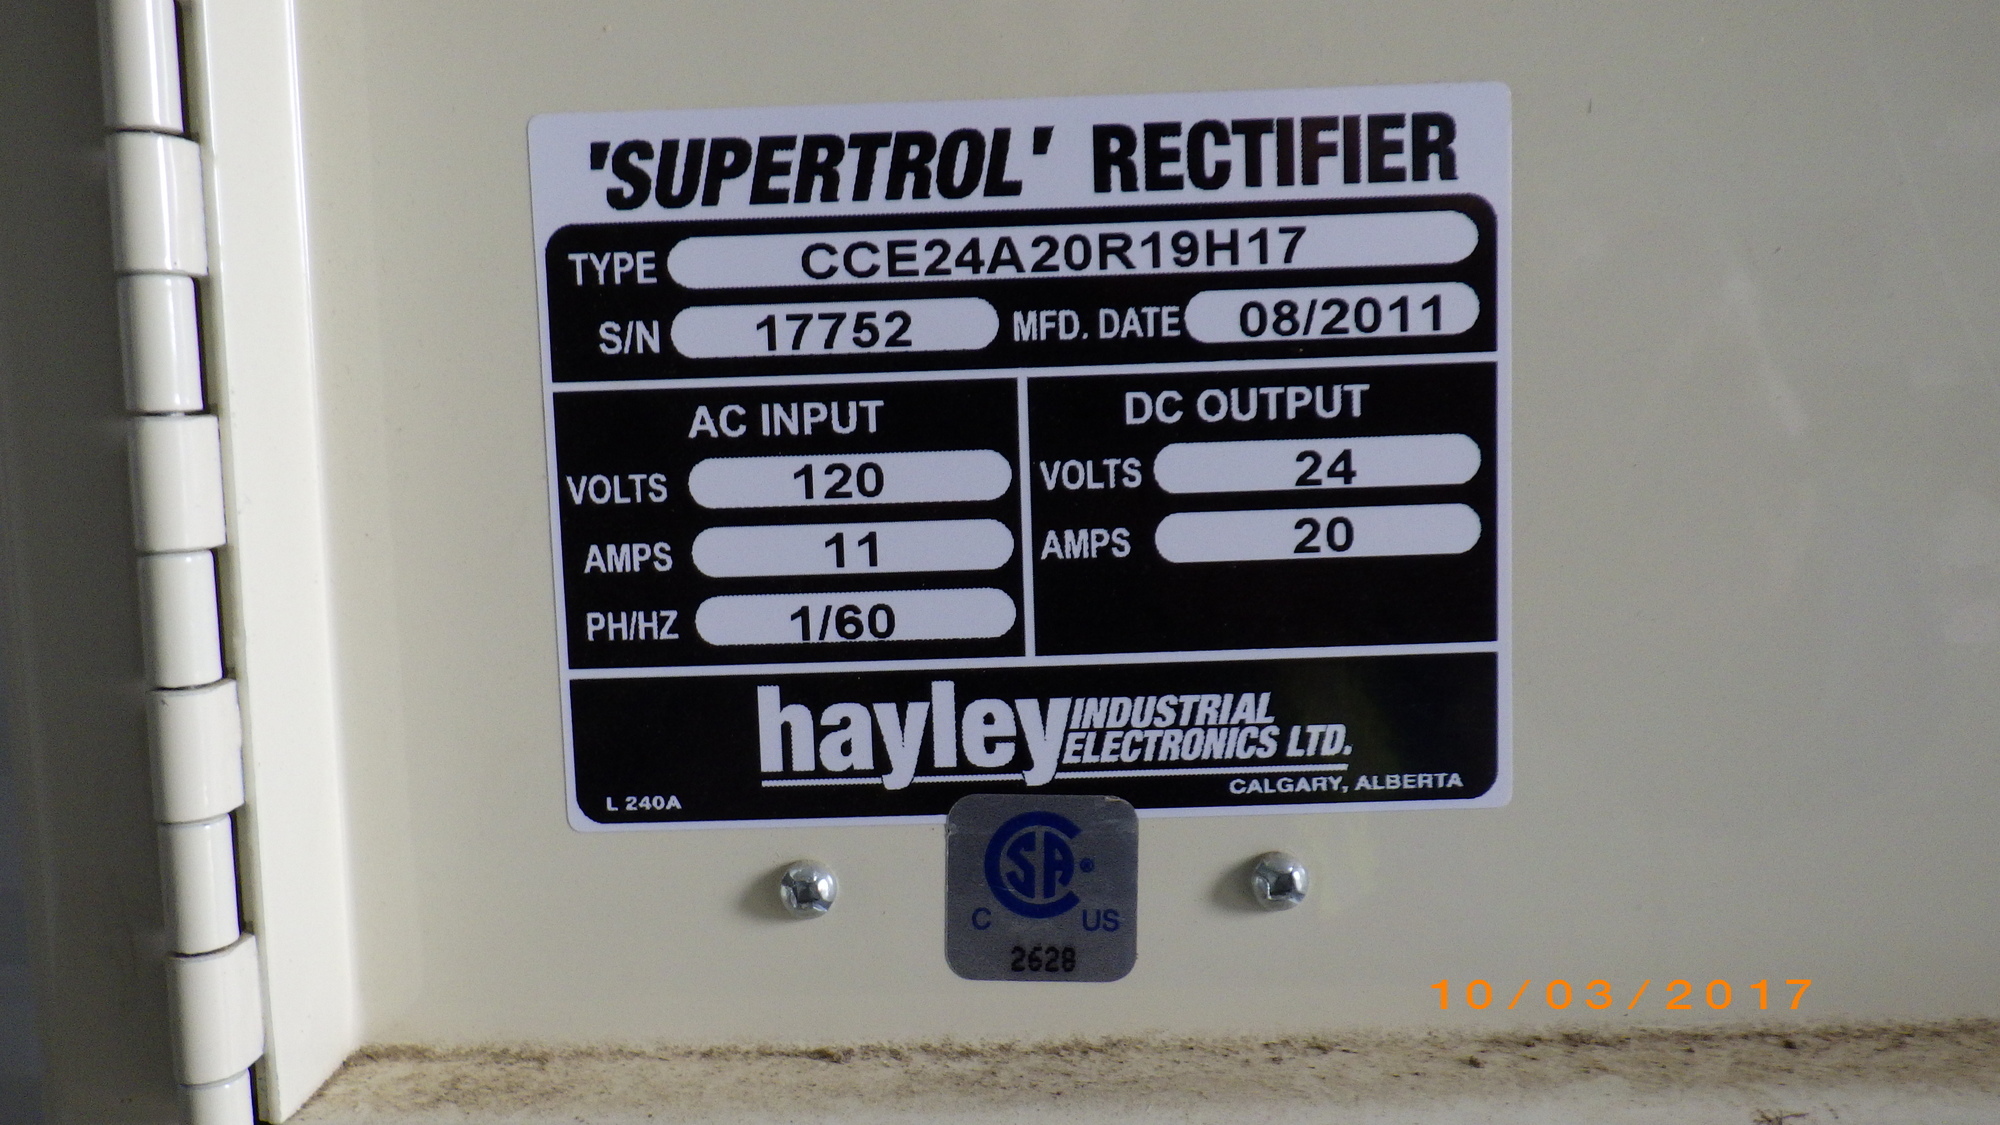 'SUPERTROL' RECTIFIER
TYPE CCE24A20R19H17
S/N 17752 MFD. DATE 08/2011
AC INPUT
VOLTS 120
AMPS 11
PH/HZ 1/60
DC OUTPUT
VOLTS 24
AMPS 20
hayley INDUSTRIAL
ELECTRONICS LTD.
CALGARY, ALBERTA
L 240A
CSA®
C US
2628
10/03/2017